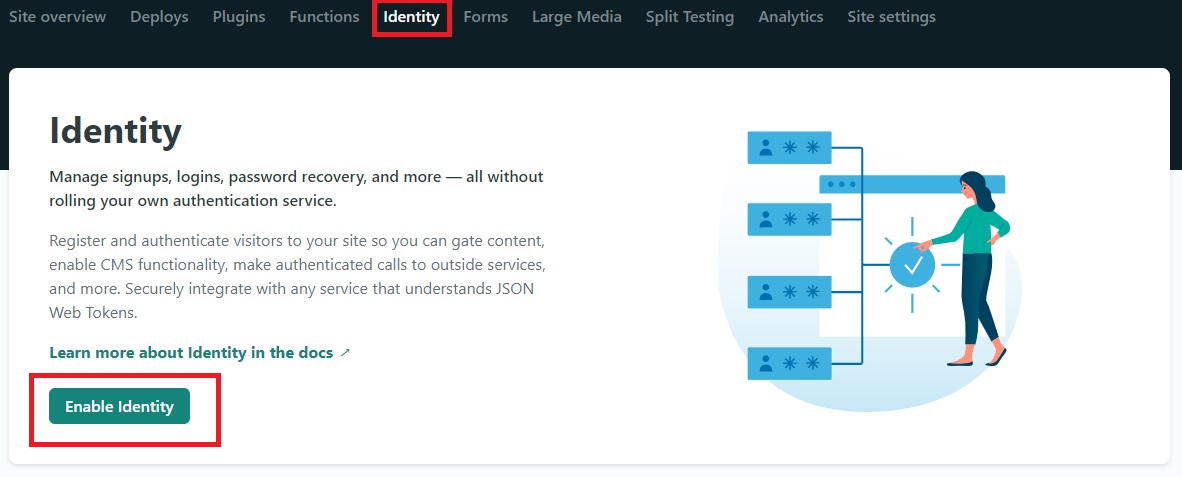 Site overview Deploys Plugins Functions Identity Forms Large Media Split Testing Analytics Site settings
Identity
Manage signups, logins, password recovery, and more — all without
rolling your own authentication service.
Register and authenticate visitors to your site so you can gate content,
enable CMS functionality, make authenticated calls to outside services,
and more. Securely integrate with any service that understands JSON
Web Tokens.
Learn more about Identity in the docs ↗
Enable Identity